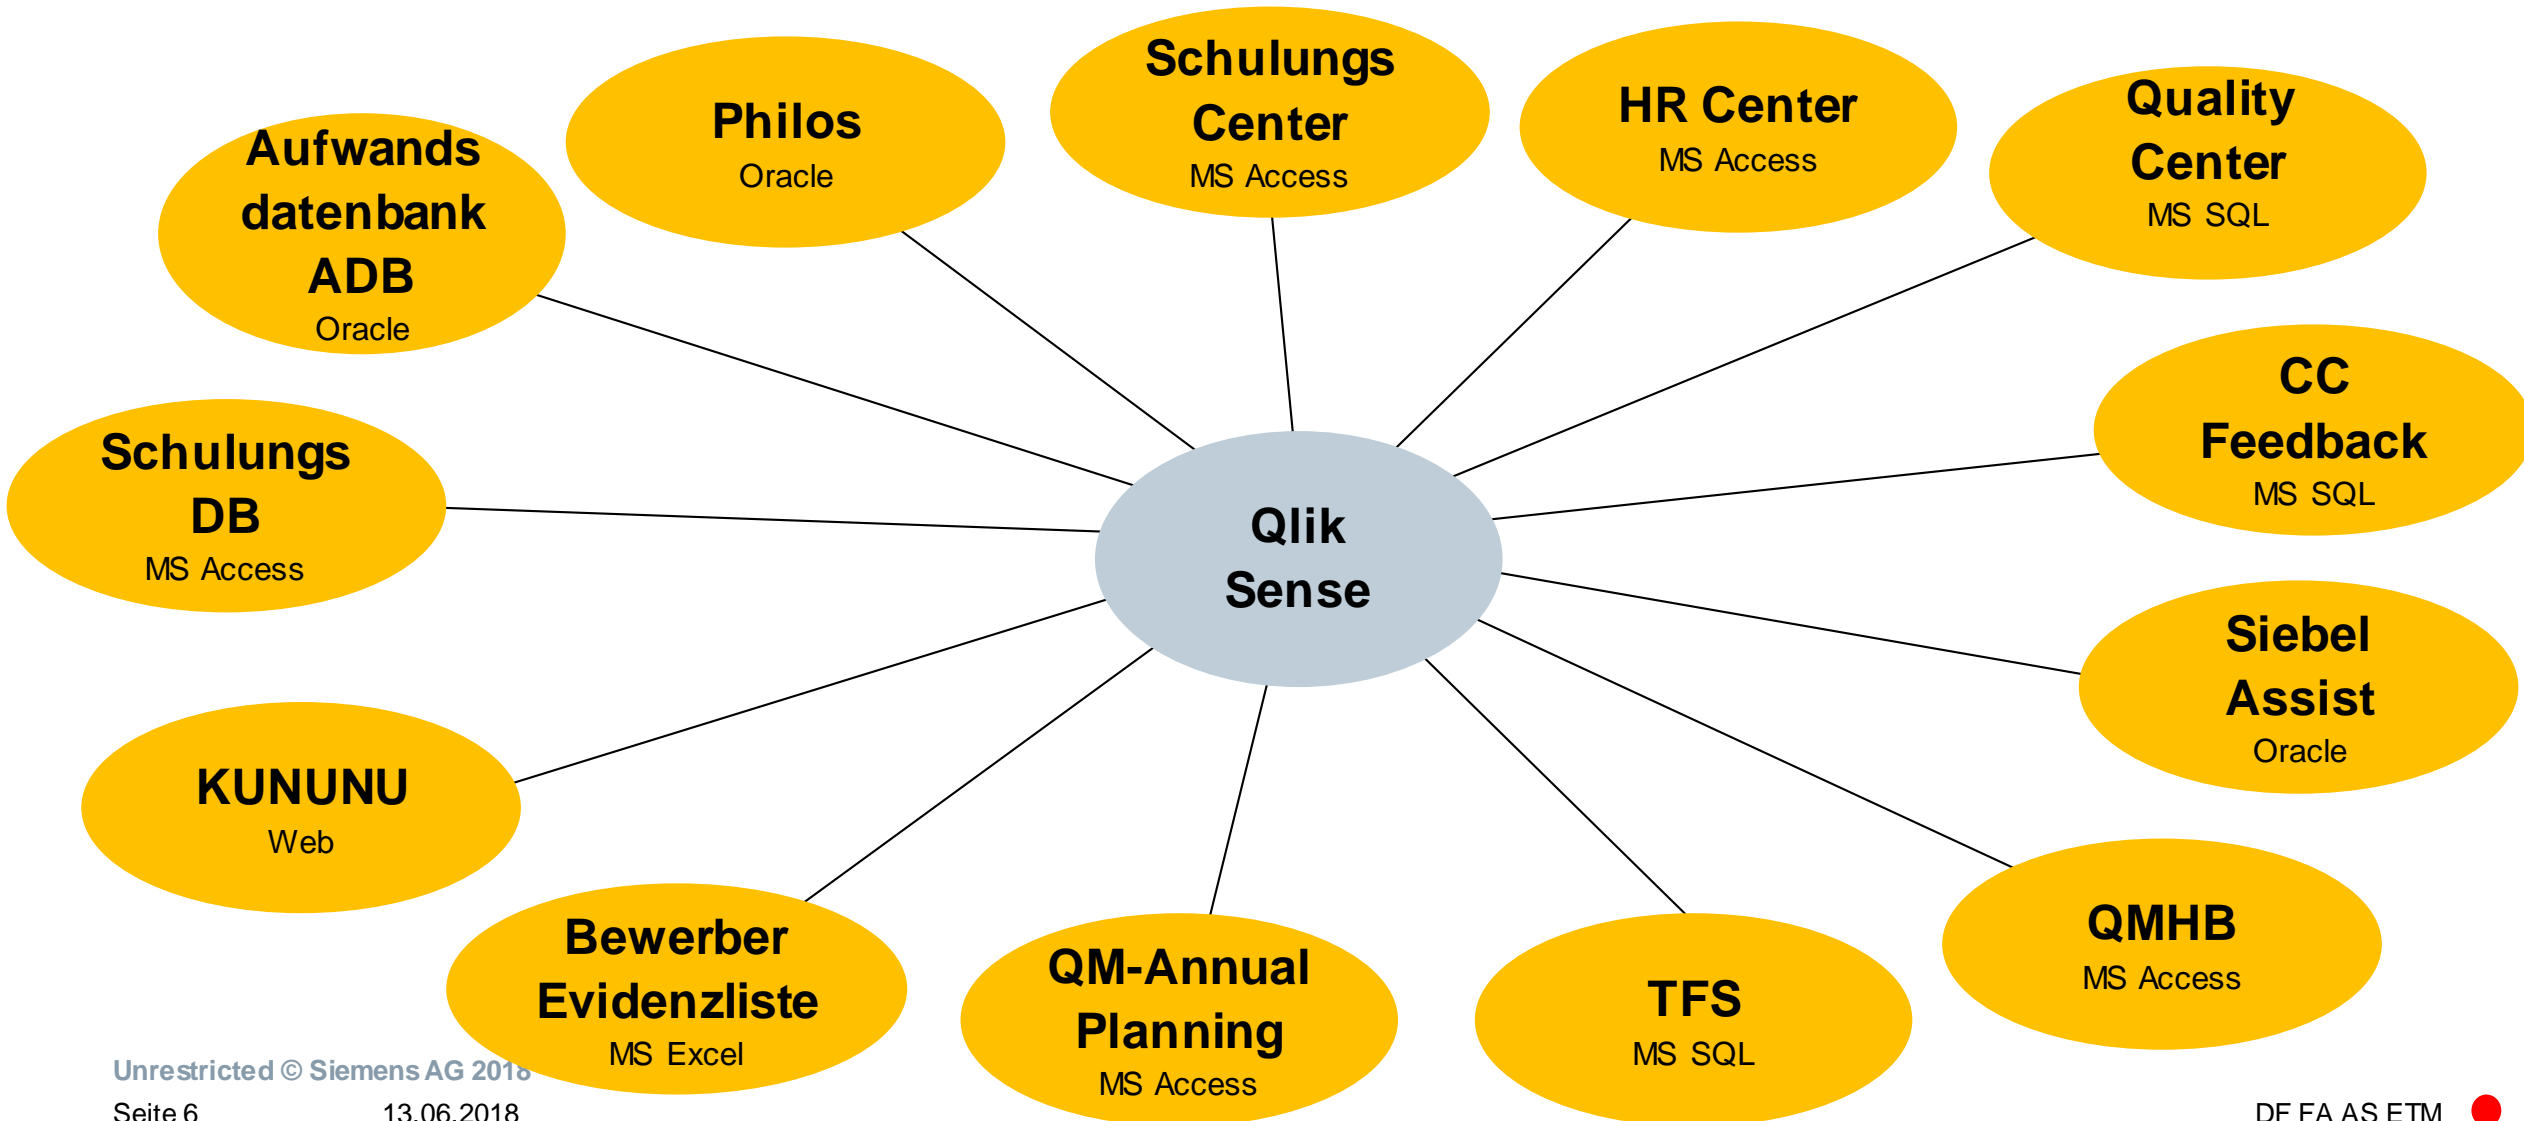 Schulungs
Center
MS Access
HR Center
MS Access
Quality
Center
MS SQL
Philos
Oracle
Aufwands
datenbank
ADB
Oracle
CC
Feedback
MS SQL
Schulungs
DB
MS Access
Qlik
Sense
Siebel
Assist
Oracle
KUNUNU
Web
QMHB
MS Access
Bewerber
Evidenzliste
MS Excel
QM-Annual
Planning
MS Access
TFS
MS SQL
Unrestricted © Siemens AG 2018
Seite 6 13.06.2018
DF FA AS ETM